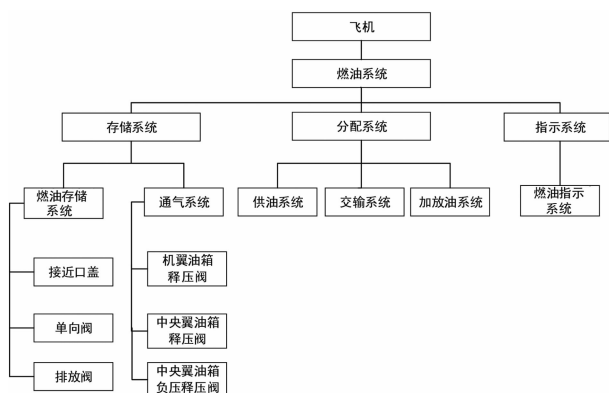 飞机
燃油系统
存储系统
分配系统
指示系统
燃油存储
系统
通气系统
供油系统
交输系统
加放油系统
燃油指示
系统
接近口盖
单向阀
排放阀
机翼油箱
释压阀
中央翼油箱
释压阀
中央翼油箱
负压释压阀